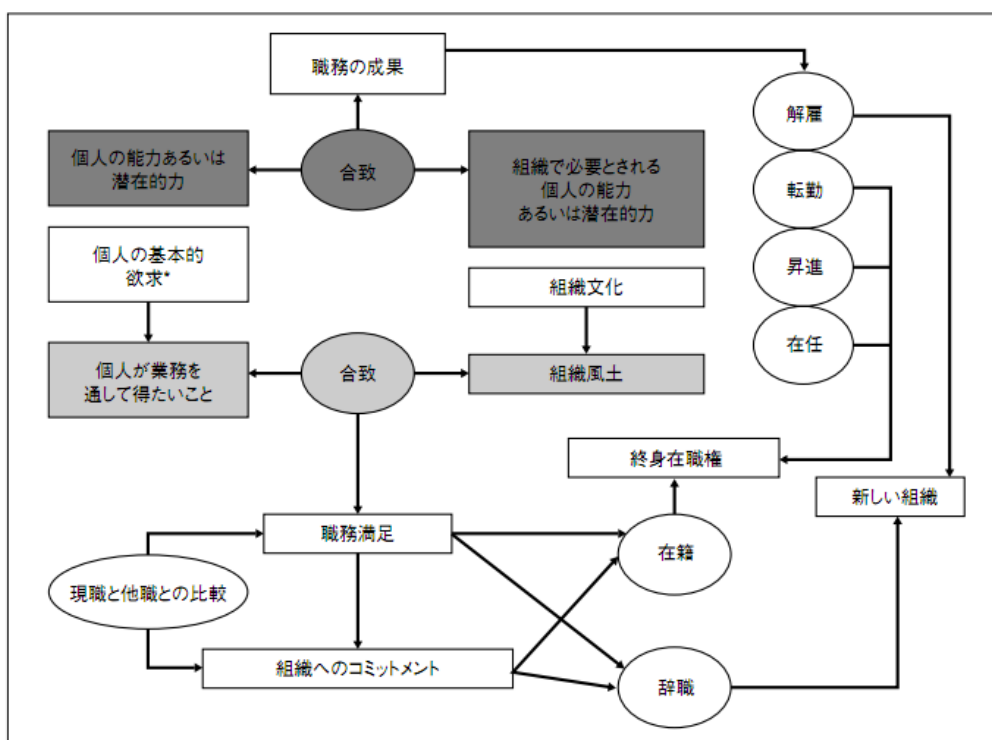 職務の成果
解雇
個人の能力あるいは
潜在的力
合致
組織で必要とされる
個人の能力
あるいは潜在的力
転勤
個人の基本的
欲求*
組織文化
昇進
在任
個人が業務を
通して得たいこと
合致
組織風土
終身在職権
新しい組織
職務満足
在籍
現職と他職との比較
組織へのコミットメント
辞職